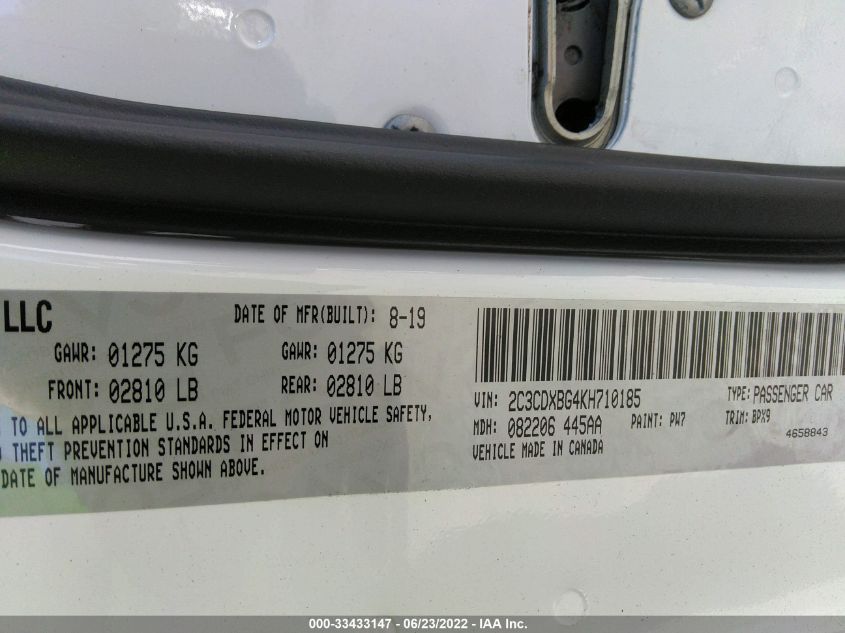 LLC
DATE OF MFR(BUILT): 8-19
GAWR: 01275 KG
GAWR: 01275 KG
FRONT: 02810 LB
REAR: 02810 LB
TO ALL APPLICABLE U.S.A. FEDERAL MOTOR VEHICLE SAFETY,
THEFT PREVENTION STANDARDS IN EFFECT ON
DATE OF MANUFACTURE SHOWN ABOVE.
VIN: 2C3CDXBG4KH710185
TYPE: PASSENGER CAR
MDH: 082206 445AA
PAINT: PW7
TRIM: BPX9
VEHICLE MADE IN CANADA
4658843
000-33433147 - 06/23/2022 - IAA Inc.